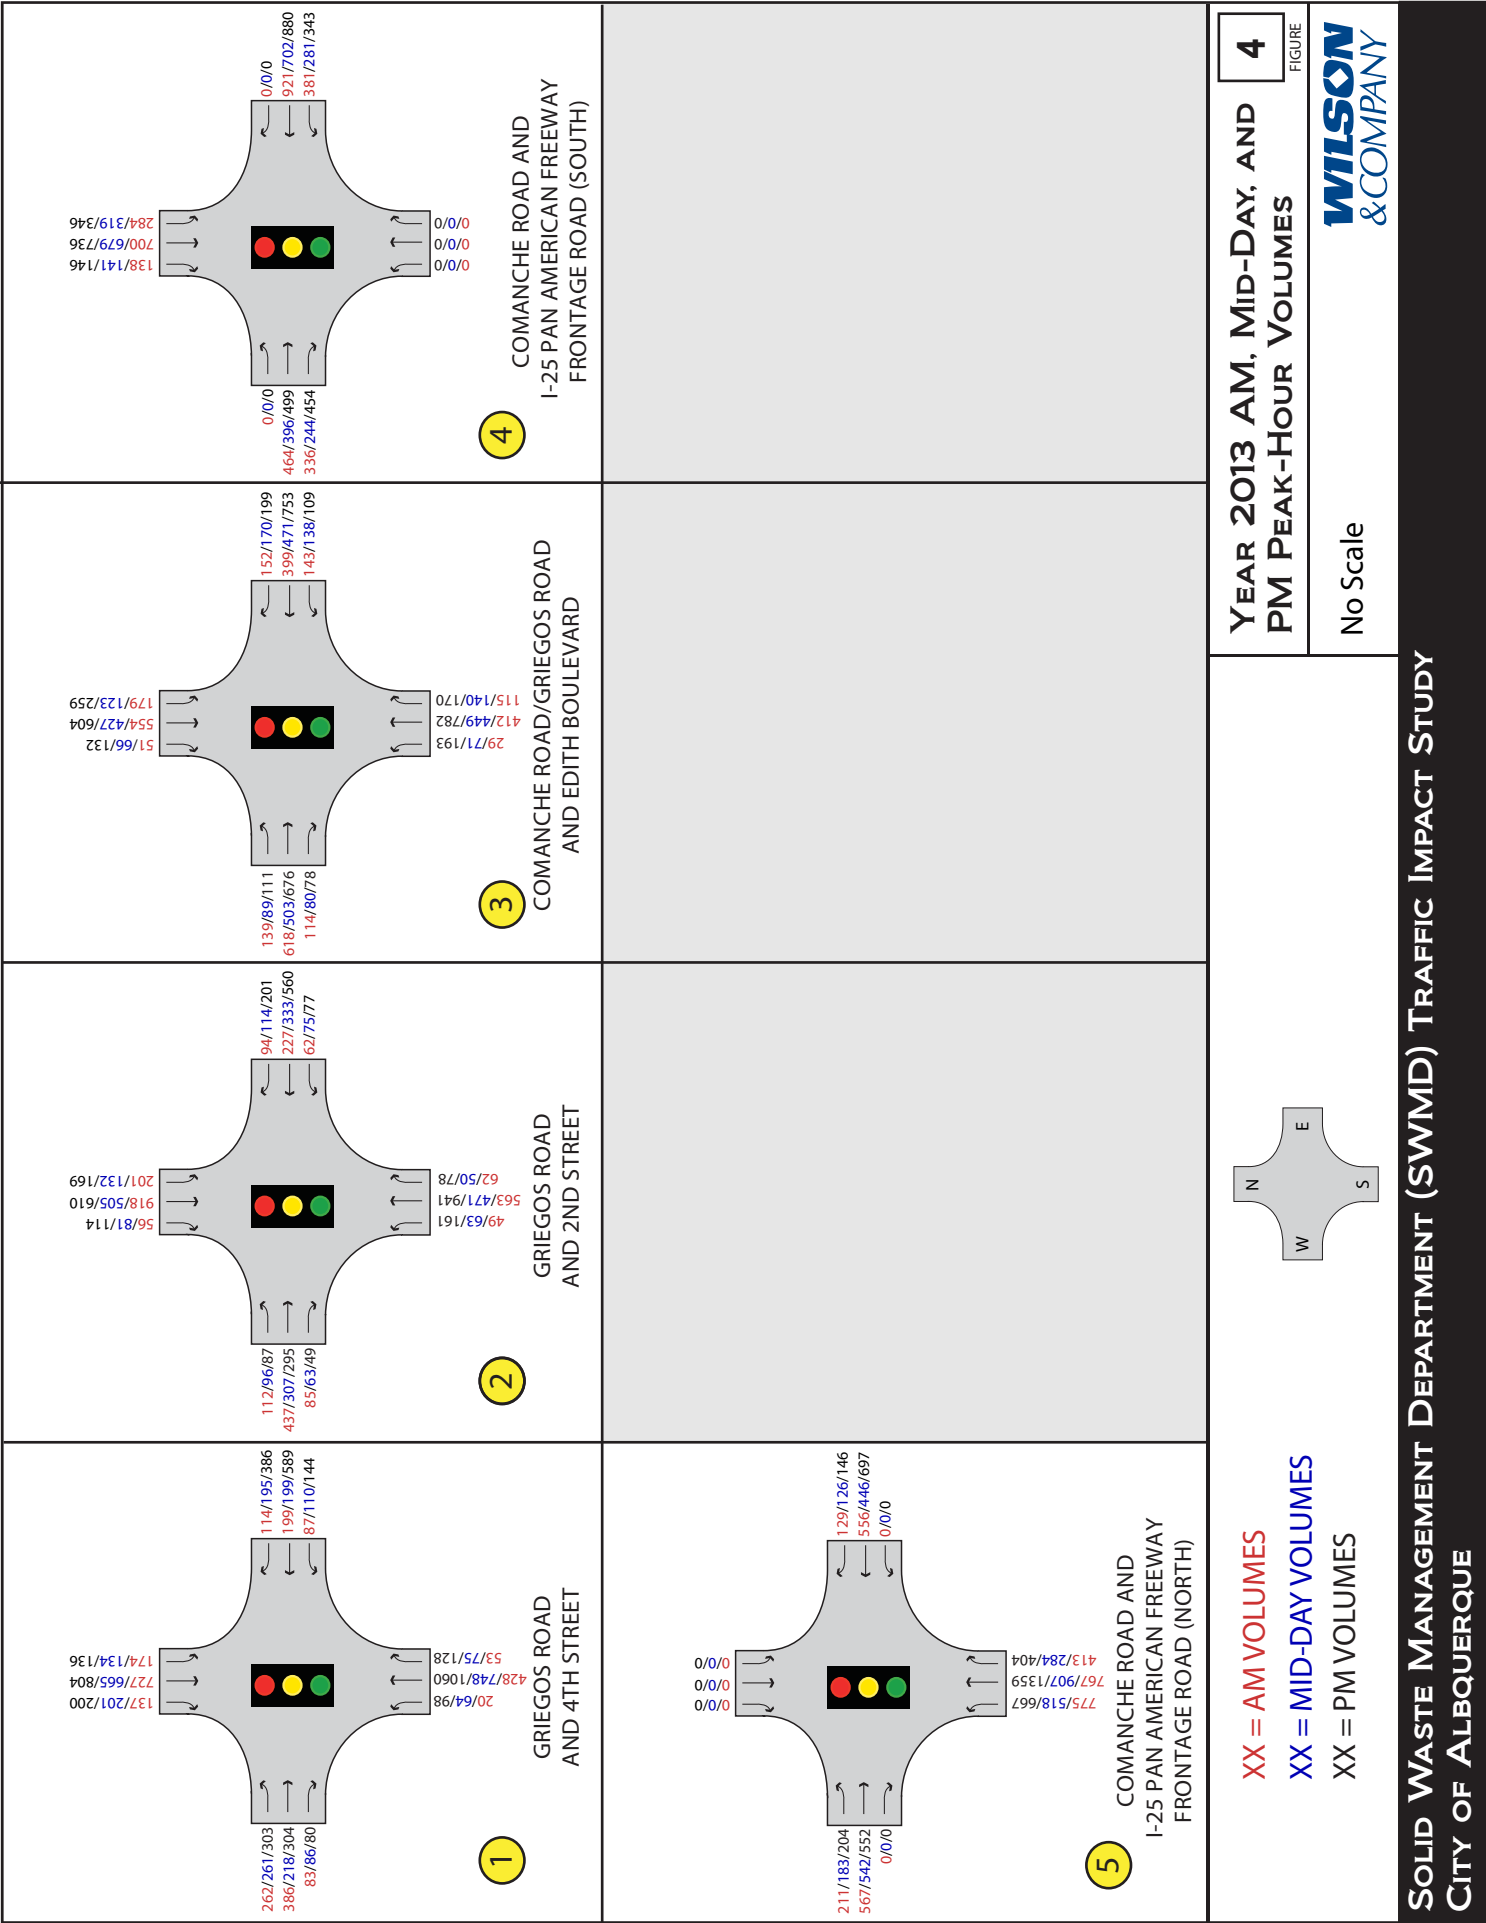 137/201/200
727/665/804
174/134/136
262/261/303
386/218/304
83/86/80
114/195/386
199/199/589
87/110/144
20/64/98
428/748/1060
53/75/128
1
GRIEGOS ROAD
AND 4TH STREET
56/81/114
918/505/610
201/132/169
112/96/87
437/307/295
85/63/49
94/114/201
227/333/560
62/75/77
49/63/161
563/471/941
62/50/78
2
GRIEGOS ROAD
AND 2ND STREET
51/66/132
554/427/604
179/123/259
139/89/111
618/503/676
114/80/78
152/170/199
399/471/753
143/138/109
29/71/193
412/449/782
115/140/170
3
COMANCHE ROAD/GRIEGOS ROAD
AND EDITH BOULEVARD
138/141/146
700/679/736
284/319/346
0/0/0
464/396/499
336/244/454
0/0/0
921/702/880
381/281/343
0/0/0
0/0/0
0/0/0
4
COMANCHE ROAD AND
I-25 PAN AMERICAN FREEWAY
FRONTAGE ROAD (SOUTH)
0/0/0
0/0/0
0/0/0
211/183/204
567/542/552
0/0/0
129/126/146
556/446/697
0/0/0
775/518/667
767/907/1359
413/284/404
5
COMANCHE ROAD AND
I-25 PAN AMERICAN FREEWAY
FRONTAGE ROAD (NORTH)
XX = AM VOLUMES
XX = MID-DAY VOLUMES
XX = PM VOLUMES
N
W
E
S
YEAR 2013 AM, MID-DAY, AND
PM PEAK-HOUR VOLUMES
4
FIGURE
No Scale
WILSON
&COMPANY
SOLID WASTE MANAGEMENT DEPARTMENT (SWMD) TRAFFIC IMPACT STUDY
CITY OF ALBQUERQUE